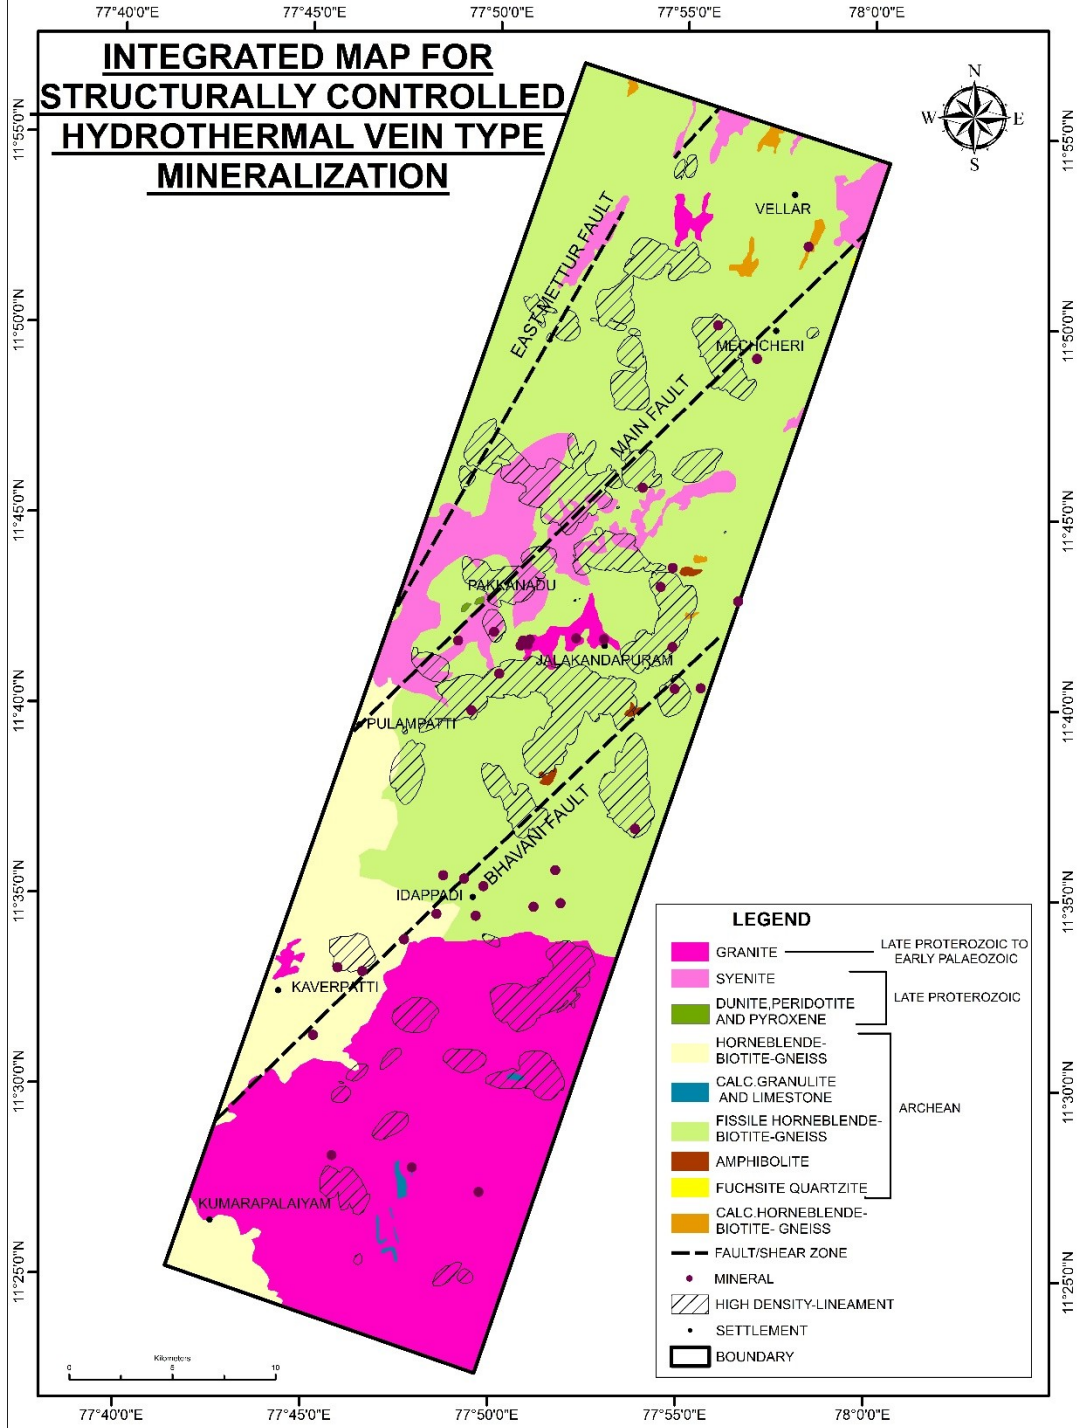 77°40'0"E 77°45'0"E 77°50'0"E 77°55'0"E 78°0'0"E
INTEGRATED MAP FOR
STRUCTURALLY CONTROLLED
HYDROTHERMAL VEIN TYPE
MINERALIZATION
N
W E
S
11°55'0"N 11°55'0"N
VELLAR
EAST METTUR FAULT
11°50'0"N 11°50'0"N
MECHCHERI
MAIN FAULT
11°45'0"N 11°45'0"N
PAKKANADU
JALAKANDAPURAM
11°40'0"N 11°40'0"N
PULAMPATTI
BHAVANI FAULT
11°35'0"N 11°35'0"N
IDAPPADI
KAVERPATTI
11°30'0"N 11°30'0"N
KUMARAPALAIYAM
11°25'0"N 11°25'0"N
LEGEND
GRANITE
LATE PROTEROZOIC TO
EARLY PALAEOZOIC
SYENITE
LATE PROTEROZOIC
DUNITE,PERIDOTITE
AND PYROXENE
HORNEBLENDE-
BIOTITE-GNEISS
CALC.GRANULITE
AND LIMESTONE
ARCHEAN
FISSILE HORNEBLENDE-
BIOTITE-GNEISS
AMPHIBOLITE
FUCHSITE QUARTZITE
CALC.HORNEBLENDE-
BIOTITE- GNEISS
FAULT/SHEAR ZONE
MINERAL
HIGH DENSITY-LINEAMENT
SETTLEMENT
BOUNDARY
Kilometers
0 5 10
77°40'0"E 77°45'0"E 77°50'0"E 77°55'0"E 78°0'0"E